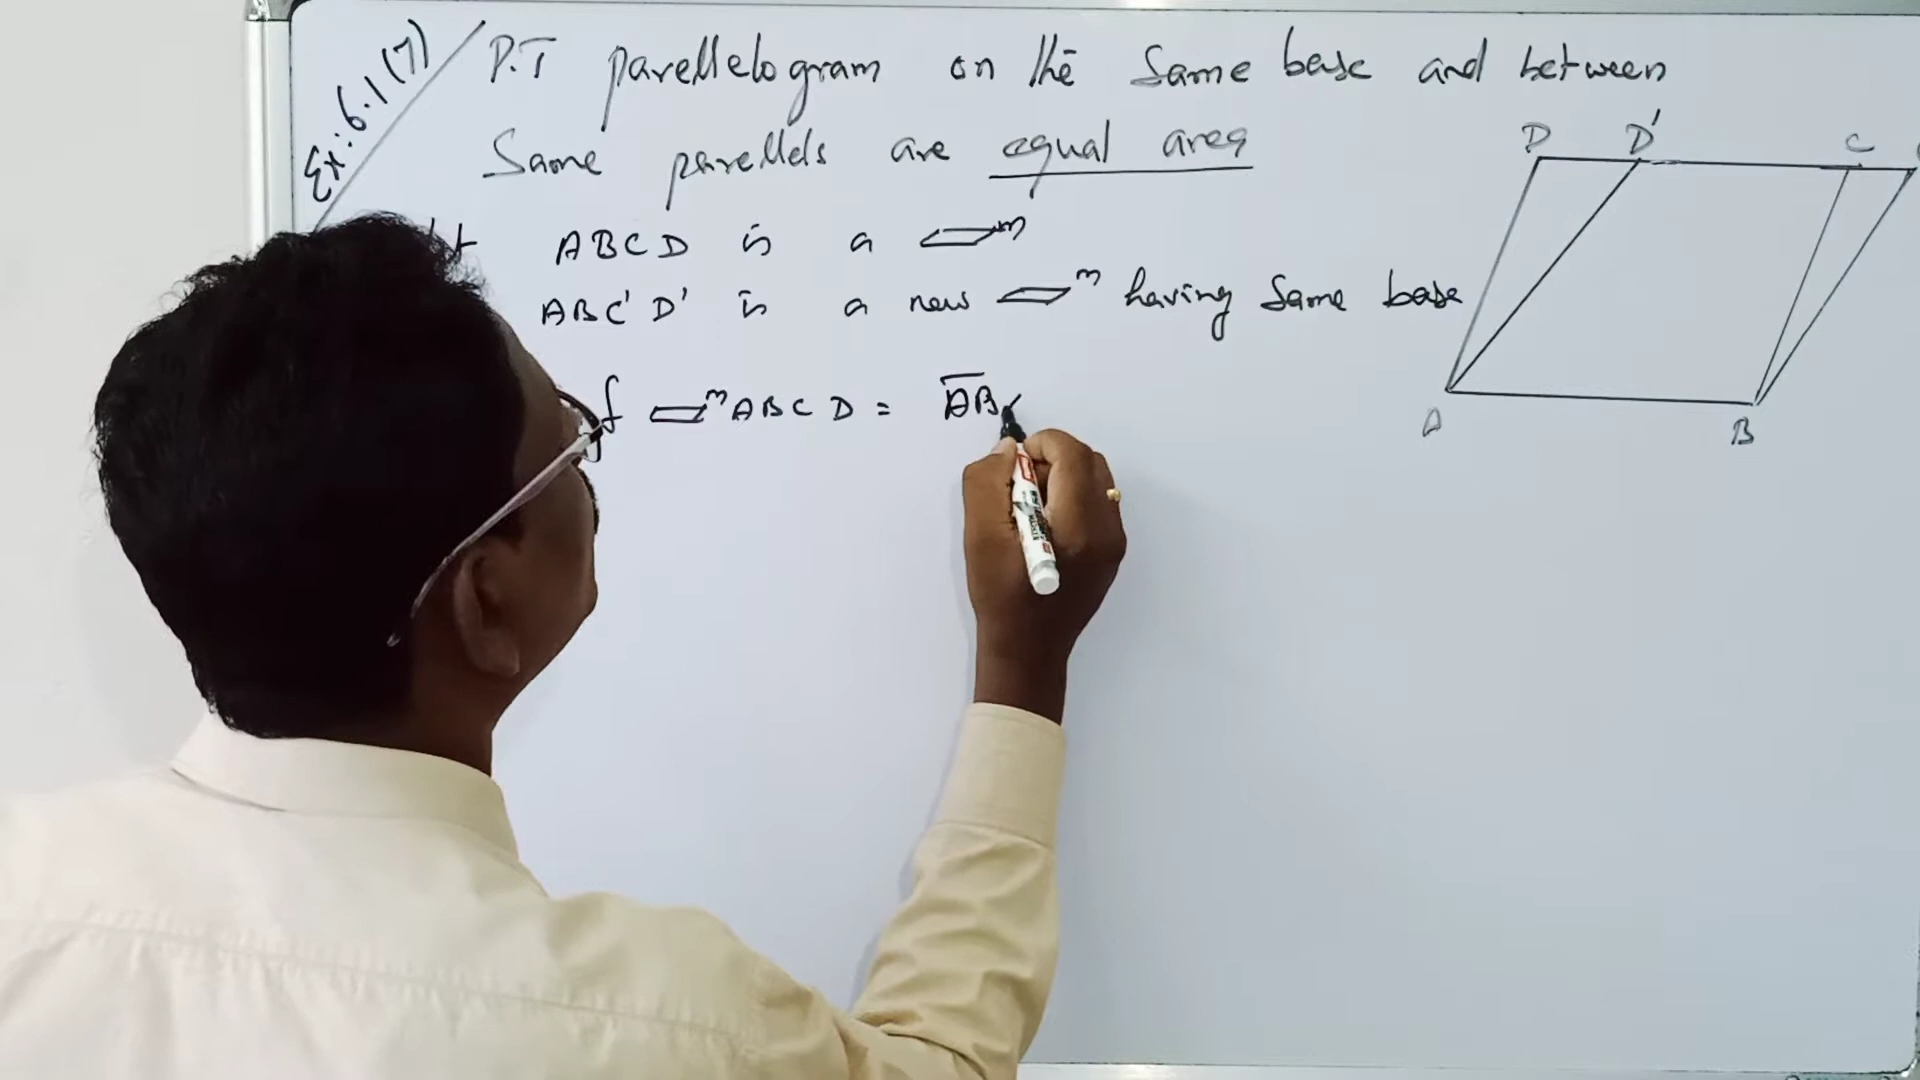 Ex: 6.1 (7)
P.T parellelogram on the same base and between
Same parellels are equal area
ABCD is a ▱m
ABC'D' is a new ▱m having same base
▱m ABCD = AB
D D' C
A B